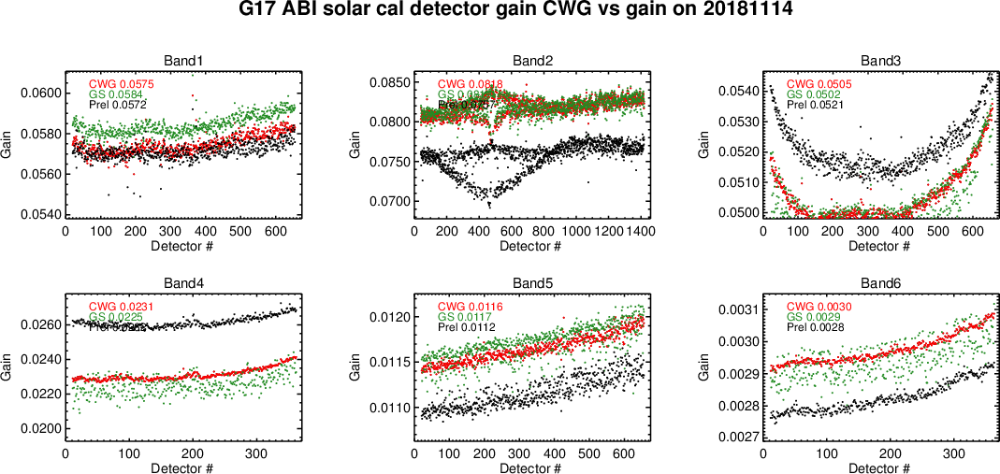 G17 ABI solar cal detector gain CWG vs gain on 20181114
Band1
CWG 0.0575
GS 0.0584
Prel 0.0572
Gain
0.0600
0.0580
0.0560
0.0540
0 100 200 300 400 500 600
Detector #
Band2
CWG 0.0818
GS
Prel
Gain
0.0850
0.0800
0.0750
0.0700
0 200 400 600 800 1000 1200 1400
Detector #
Band3
CWG 0.0505
GS 0.0502
Prel 0.0521
Gain
0.0540
0.0530
0.0520
0.0510
0.0500
0 100 200 300 400 500 600
Detector #
Band4
CWG 0.0231
GS 0.0225
Prel
Gain
0.0260
0.0240
0.0220
0.0200
0 100 200 300
Detector #
Band5
CWG 0.0116
GS 0.0117
Prel 0.0112
Gain
0.0120
0.0115
0.0110
0 100 200 300 400 500 600
Detector #
Band6
CWG 0.0030
GS 0.0029
Prel 0.0028
Gain
0.0031
0.0030
0.0029
0.0028
0.0027
0 100 200 300
Detector #